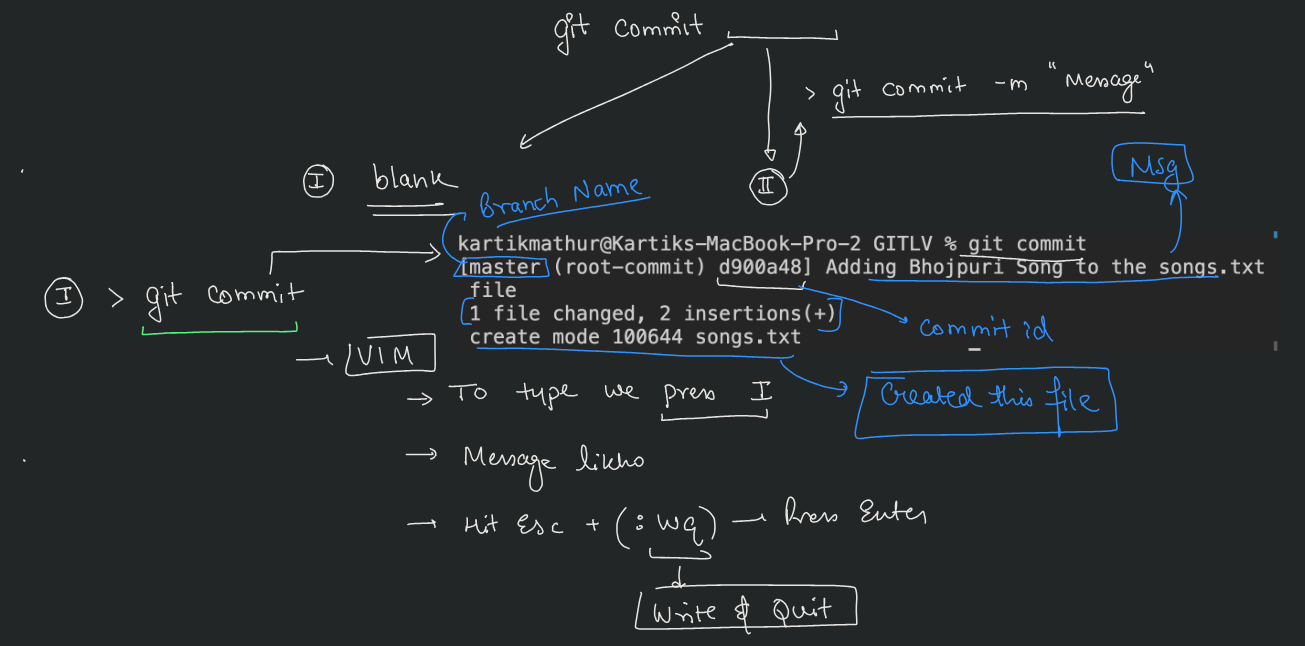 git commit
> git commit -m "Message"
I blank
II
Msg
Branch Name
kartikmathur@Kartiks-MacBook-Pro-2 GITLV % git commit
[master (root-commit) d900a48] Adding Bhojpuri Song to the songs.txt
file
1 file changed, 2 insertions(+)
create mode 100644 songs.txt
I > git commit
commit id
→ VIM
→ To type we press I
Created this file
→ Message likho
→ Hit Esc + (:wq) → Press Enter
Write & Quit